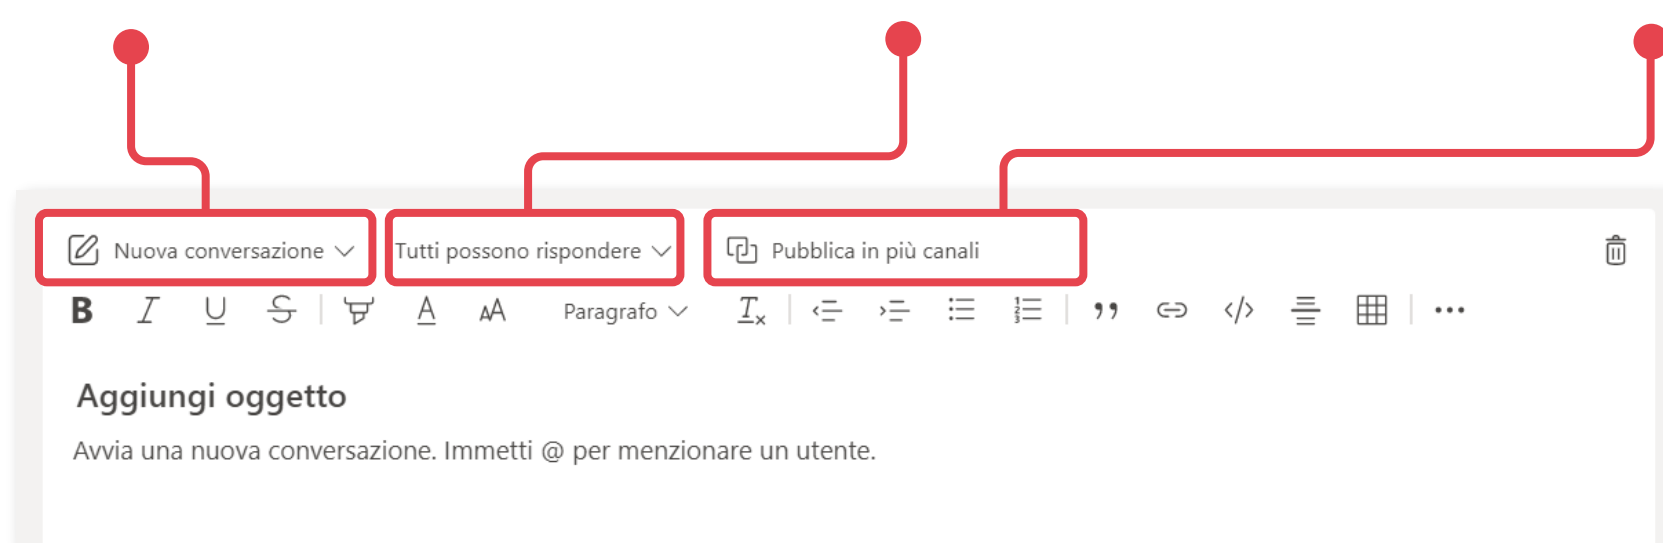 Nuova conversazione Tutti possono rispondere Pubblica in più canali
B I U S A AA Paragrafo Tx
Aggiungi oggetto
Avvia una nuova conversazione. Immetti @ per menzionare un utente.